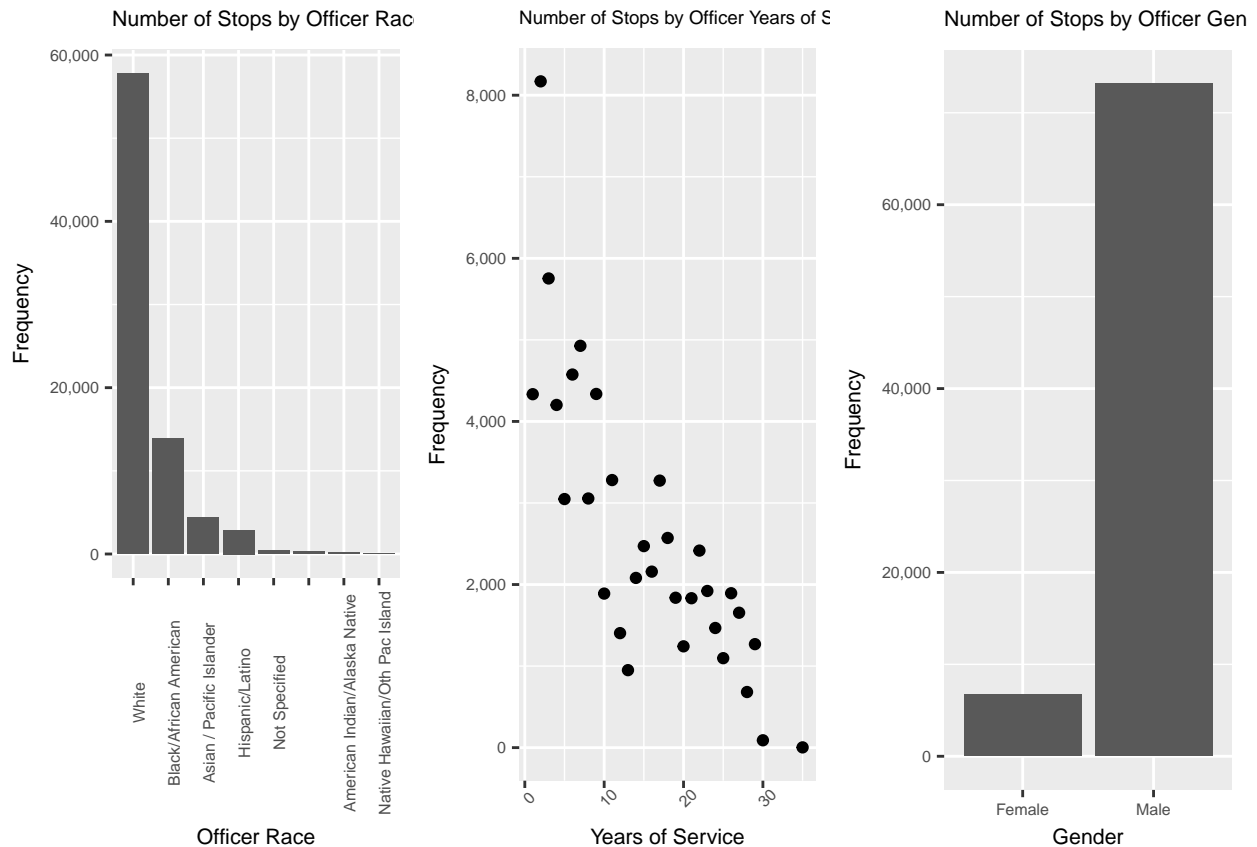 Number of Stops by Officer Rac
60,000
40,000
20,000
0
Frequency
White
Black/African American
Asian / Pacific Islander
Hispanic/Latino
Not Specified
American Indian/Alaska Native
Native Hawaiian/Oth Pac Island
Officer Race
Number of Stops by Officer Years of S
8,000
6,000
4,000
2,000
0
Frequency
0
10
20
30
Years of Service
Number of Stops by Officer Gen
60,000
40,000
20,000
0
Frequency
Female
Male
Gender